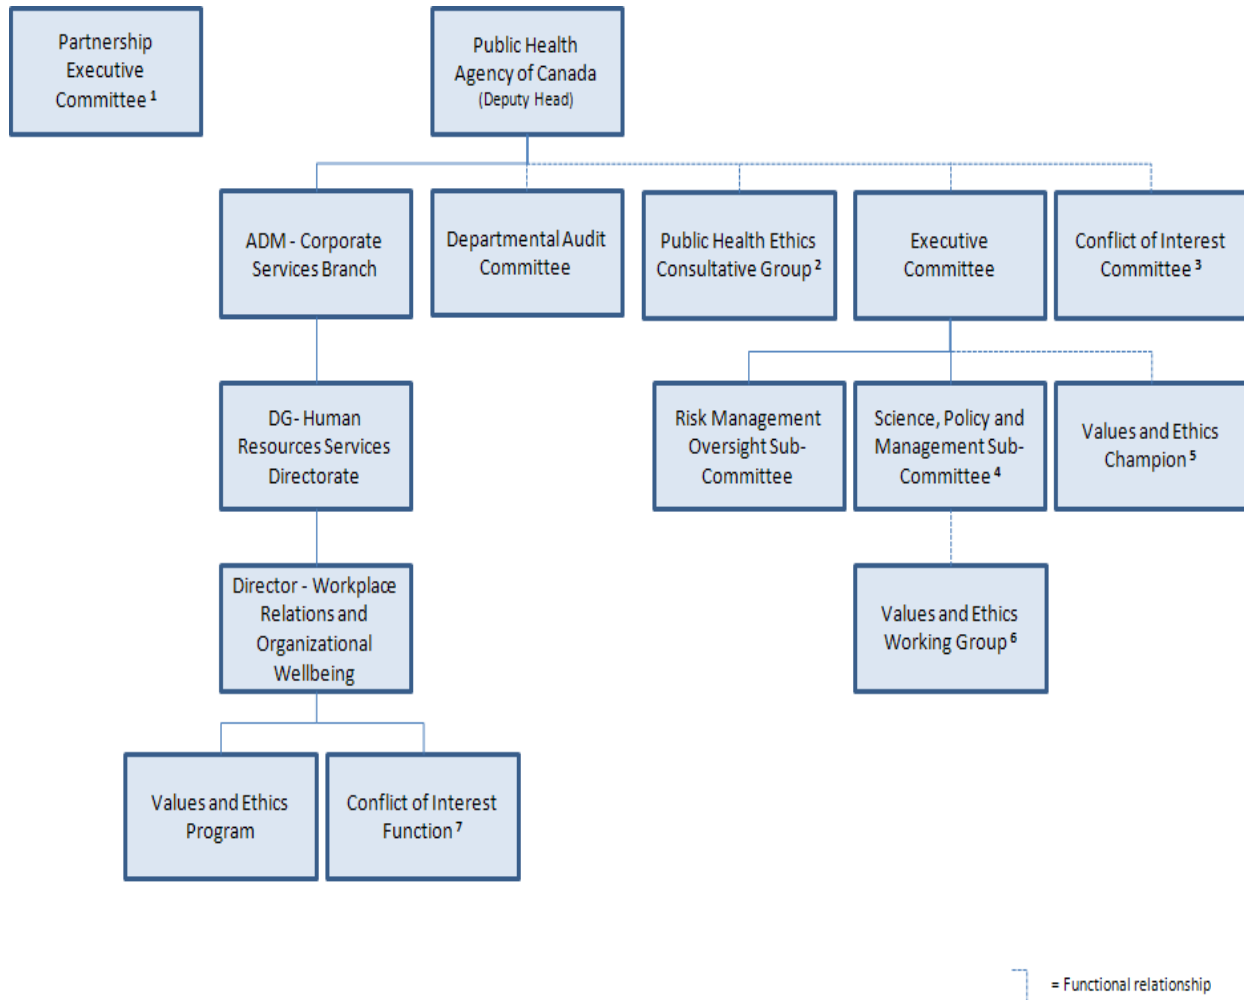 Partnership
Executive
Committee 1
Public Health
Agency of Canada
(Deputy Head)
ADM - Corporate
Services Branch
Departmental Audit
Committee
Public Health Ethics
Consultative Group 2
Executive
Committee
Conflict of Interest
Committee 3
DG- Human
Resources Services
Directorate
Risk Management
Oversight Sub-
Committee
Science, Policy and
Management Sub-
Committee 4
Values and Ethics
Champion 5
Director - Workplace
Relations and
Organizational
Wellbeing
Values and Ethics
Working Group 6
Values and Ethics
Program
Conflict of Interest
Function 7
= Functional relationship